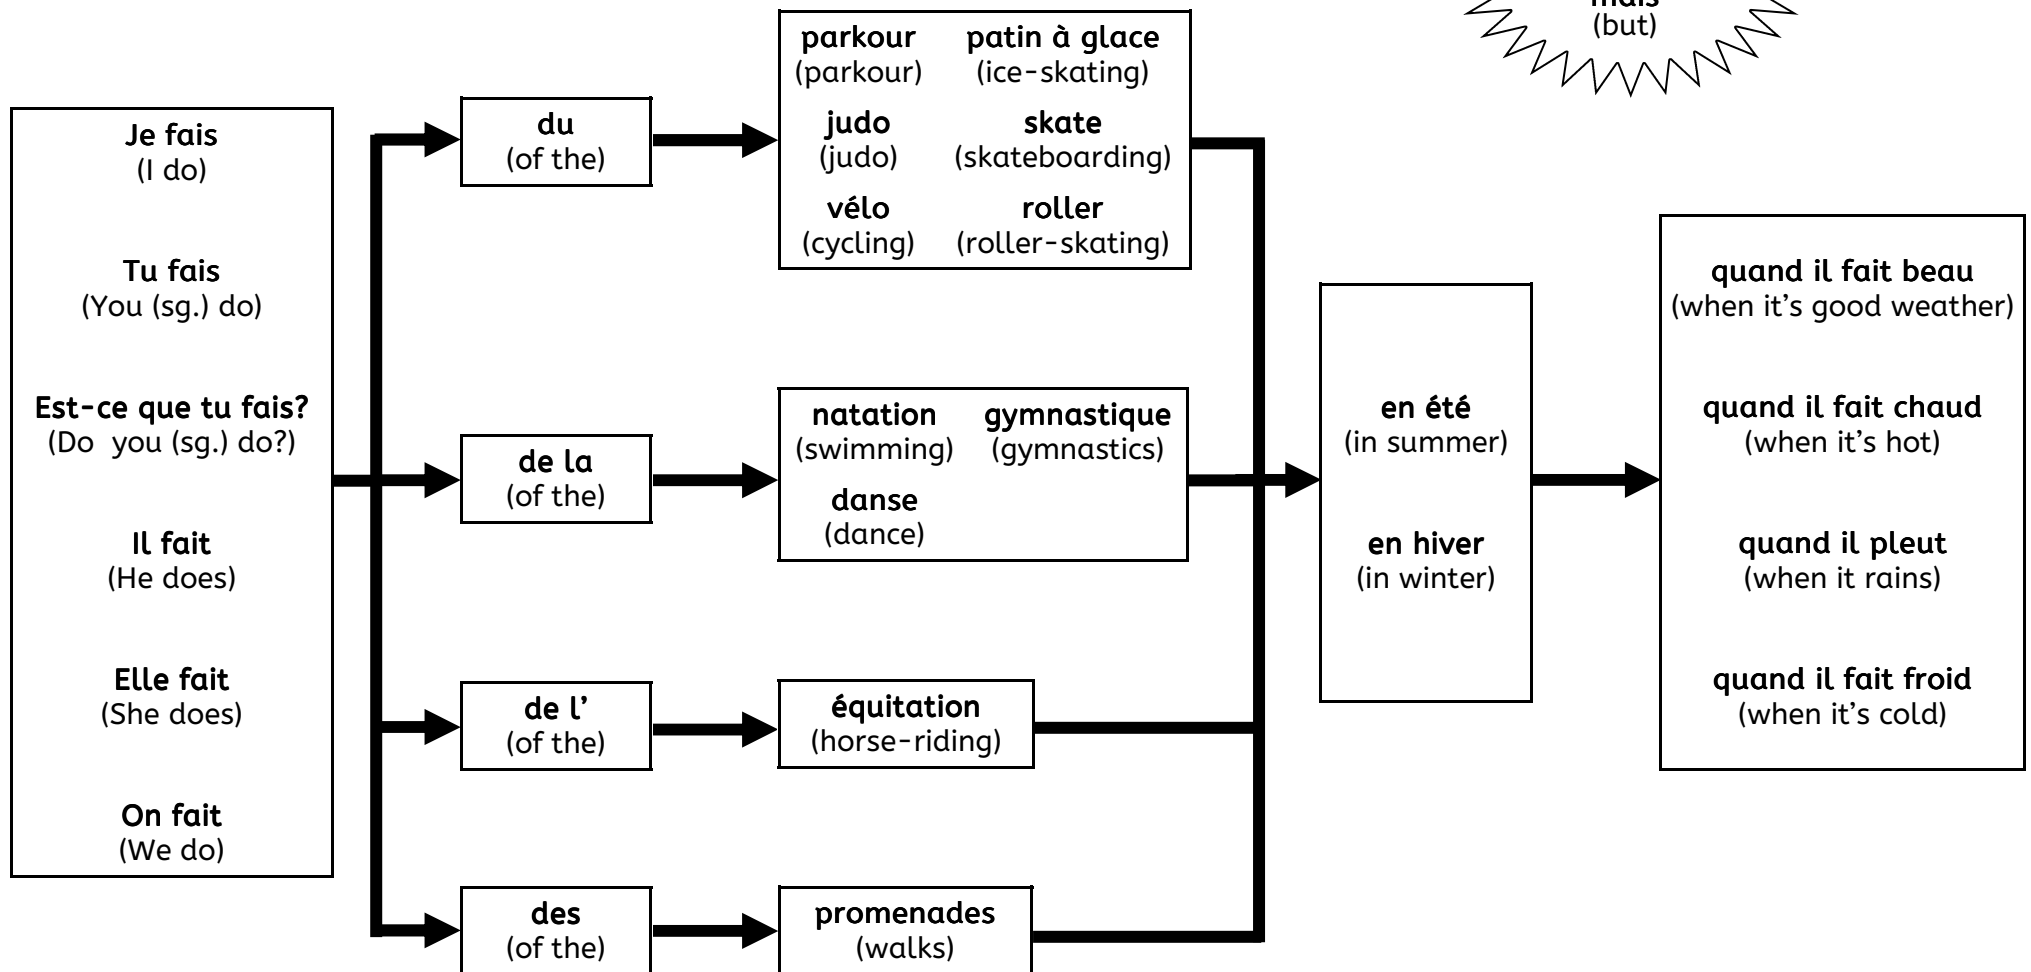 mais
(but)
Je fais
(I do)
Tu fais
(You (sg.) do)
Est-ce que tu fais?
(Do  you (sg.) do?)
Il fait
(He does)
Elle fait
(She does)
On fait
(We do)
du
(of the)
de la
(of the)
de l’
(of the)
des
(of the)
parkour patin à glace
(parkour) (ice-skating)
judo skate
(judo) (skateboarding)
vélo roller
(cycling) (roller-skating)
natation gymnastique
(swimming) (gymnastics)
danse
(dance)
équitation
(horse-riding)
promenades
(walks)
en été
(in summer)
en hiver
(in winter)
quand il fait beau
(when it’s good weather)
quand il fait chaud
(when it’s hot)
quand il pleut
(when it rains)
quand il fait froid
(when it’s cold)